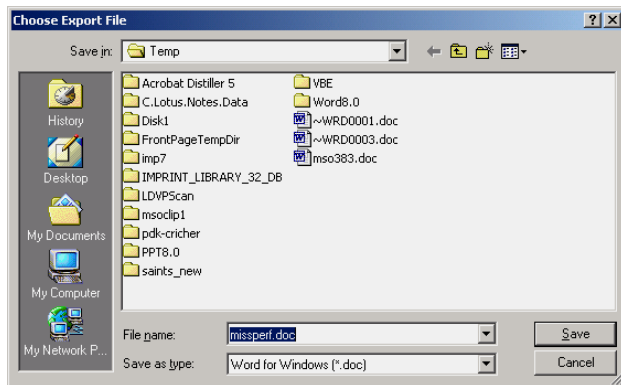 Choose Export File
Save in: Temp
History
Desktop
My Documents
My Computer
My Network P...
Acrobat Distiller 5
C.Lotus.Notes.Data
Disk1
FrontPageTempDir
imp7
IMPRINT_LIBRARY_32_DB
LDVPScan
msoclip1
pdk-cricher
PPT8.0
saints_new
VBE
Word8.0
~WRD0001.doc
~WRD0003.doc
mso383.doc
File name: missperf.doc Save
Save as type: Word for Windows (*.doc) Cancel